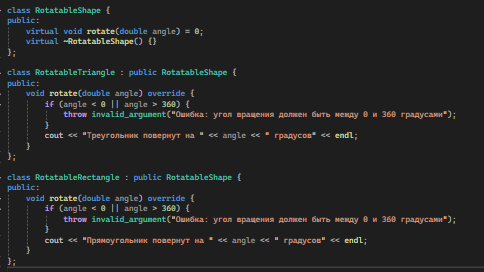 class RotatableShape {
public:
    virtual void rotate(double angle) = 0;
    virtual ~RotatableShape() {}
};
class RotatableTriangle : public RotatableShape {
public:
    void rotate(double angle) override {
        if (angle < 0 || angle > 360) {
            throw invalid_argument("Ошибка: угол вращения должен быть между 0 и 360 градусами");
        }
        cout << "Треугольник повернут на " << angle << " градусов" << endl;
    }
};
class RotatableRectangle : public RotatableShape {
public:
    void rotate(double angle) override {
        if (angle < 0 || angle > 360) {
            throw invalid_argument("Ошибка: угол вращения должен быть между 0 и 360 градусами");
        }
        cout << "Прямоугольник повернут на " << angle << " градусов" << endl;
    }
};